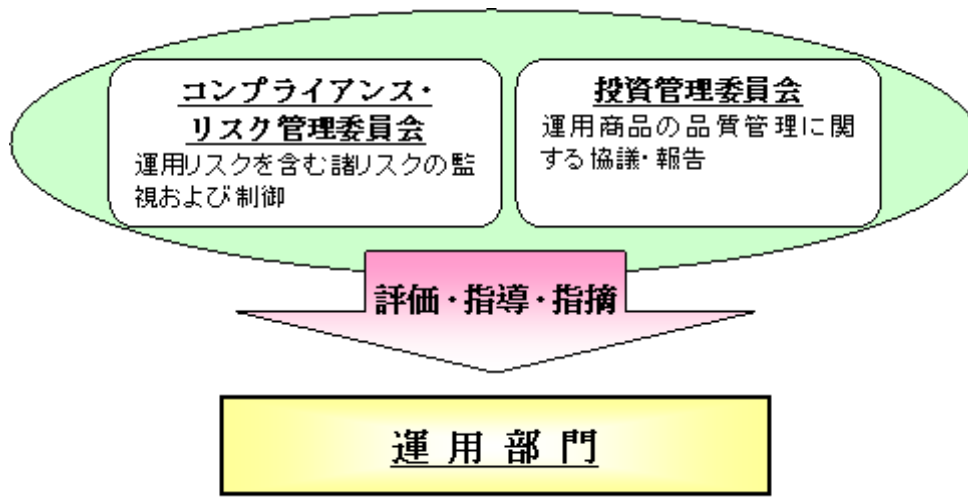 コンプライアンス・
リスク管理委員会
運用リスクを含む諸リスクの監
視および制御
投資管理委員会
運用商品の品質管理に関
する協議・報告
評価・指導・指摘
運用部門